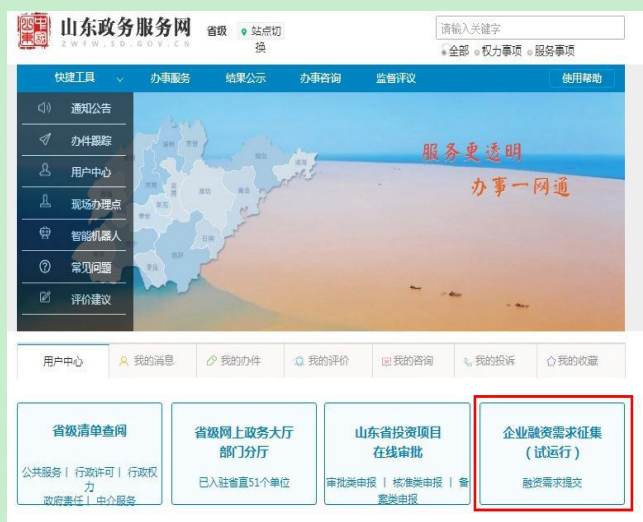 山东政务服务网
ZWFW.SD.GOV.CN
省级 站点切换
请输入关键字
全部 权力事项 服务事项
快捷工具 办事服务 结果公示 办事咨询 监督评议 使用帮助
通知公告
办件跟踪
用户中心
现场办理点
智能机器人
常见问题
评价建议
服务更透明
办事一网通
用户中心 我的消息 我的办件 我的评价 我的咨询 我的投诉 我的收藏
省级清单查阅
公共服务 | 行政许可 | 行政权
力
政府责任 | 中介服务
省级网上政务大厅
部门分厅
已入驻省直51个单位
山东省投资项目
在线审批
审批类申报 | 核准类申报 | 备
案类申报
企业融资需求征集
(试运行)
融资需求提交